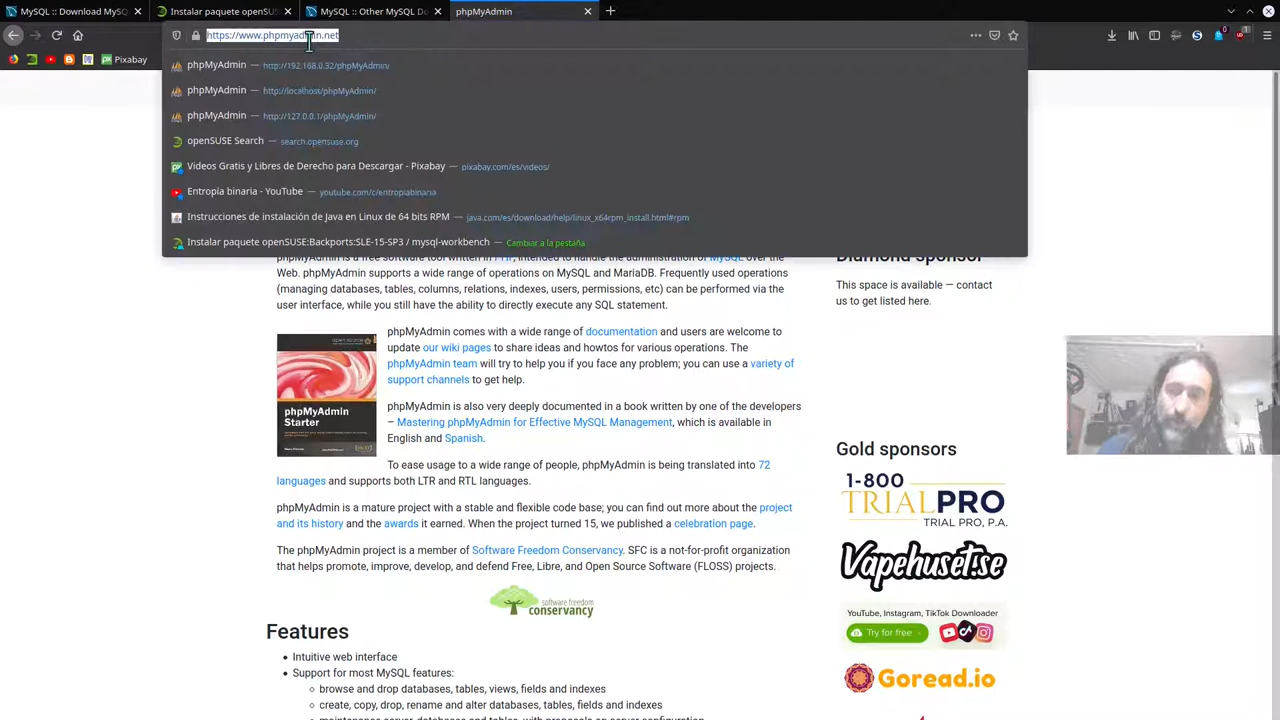 MySQL :: Download MySQL
Instalar paquete openSUS
MySQL :: Other MySQL Do
phpMyAdmin
https://www.phpmyadmin.net
Pixabay
phpMyAdmin — http://192.168.0.32/phpMyAdmin/
phpMyAdmin — http://localhost/phpMyAdmin/
phpMyAdmin — http://127.0.0.1/phpMyAdmin/
openSUSE Search — search.opensuse.org
Videos Gratis y Libres de Derecho para Descargar - Pixabay — pixabay.com/es/videos/
Entropía binaria - YouTube — youtube.com/c/entropiabinaria
Instrucciones de instalación de Java en Linux de 64 bits RPM — java.com/es/download/help/linux_x64rpm_install.html#rpm
Instalar paquete openSUSE:Backports:SLE-15-SP3 / mysql-workbench — Cambiar a la pestaña
phpMyAdmin is a free software tool written in PHP, intended to handle the administration of MySQL over the
Web. phpMyAdmin supports a wide range of operations on MySQL and MariaDB. Frequently used operations
(managing databases, tables, columns, relations, indexes, users, permissions, etc) can be performed via the
user interface, while you still have the ability to directly execute any SQL statement.
phpMyAdmin comes with a wide range of documentation and users are welcome to
update our wiki pages to share ideas and howtos for various operations. The
phpMyAdmin team will try to help you if you face any problem; you can use a variety of
support channels to get help.
phpMyAdmin
Starter
phpMyAdmin is also very deeply documented in a book written by one of the developers
– Mastering phpMyAdmin for Effective MySQL Management, which is available in
English and Spanish.
To ease usage to a wide range of people, phpMyAdmin is being translated into 72
languages and supports both LTR and RTL languages.
phpMyAdmin is a mature project with a stable and flexible code base; you can find out more about the project
and its history and the awards it earned. When the project turned 15, we published a celebration page.
The phpMyAdmin project is a member of Software Freedom Conservancy. SFC is a not-for-profit organization
that helps promote, improve, develop, and defend Free, Libre, and Open Source Software (FLOSS) projects.
software freedom
conservancy
Features
Intuitive web interface
Support for most MySQL features:
browse and drop databases, tables, views, fields and indexes
create, copy, drop, rename and alter databases, tables, fields and indexes
maintenance server, databases and tables, with proposals on server configuration
Diamond sponsor
This space is available — contact
us to get listed here.
Gold sponsors
1-800
TRIALPRO
TRIAL PRO, P.A.
Vapehuset.se
YouTube, Instagram, TikTok Downloader
Try for free
Goread.io